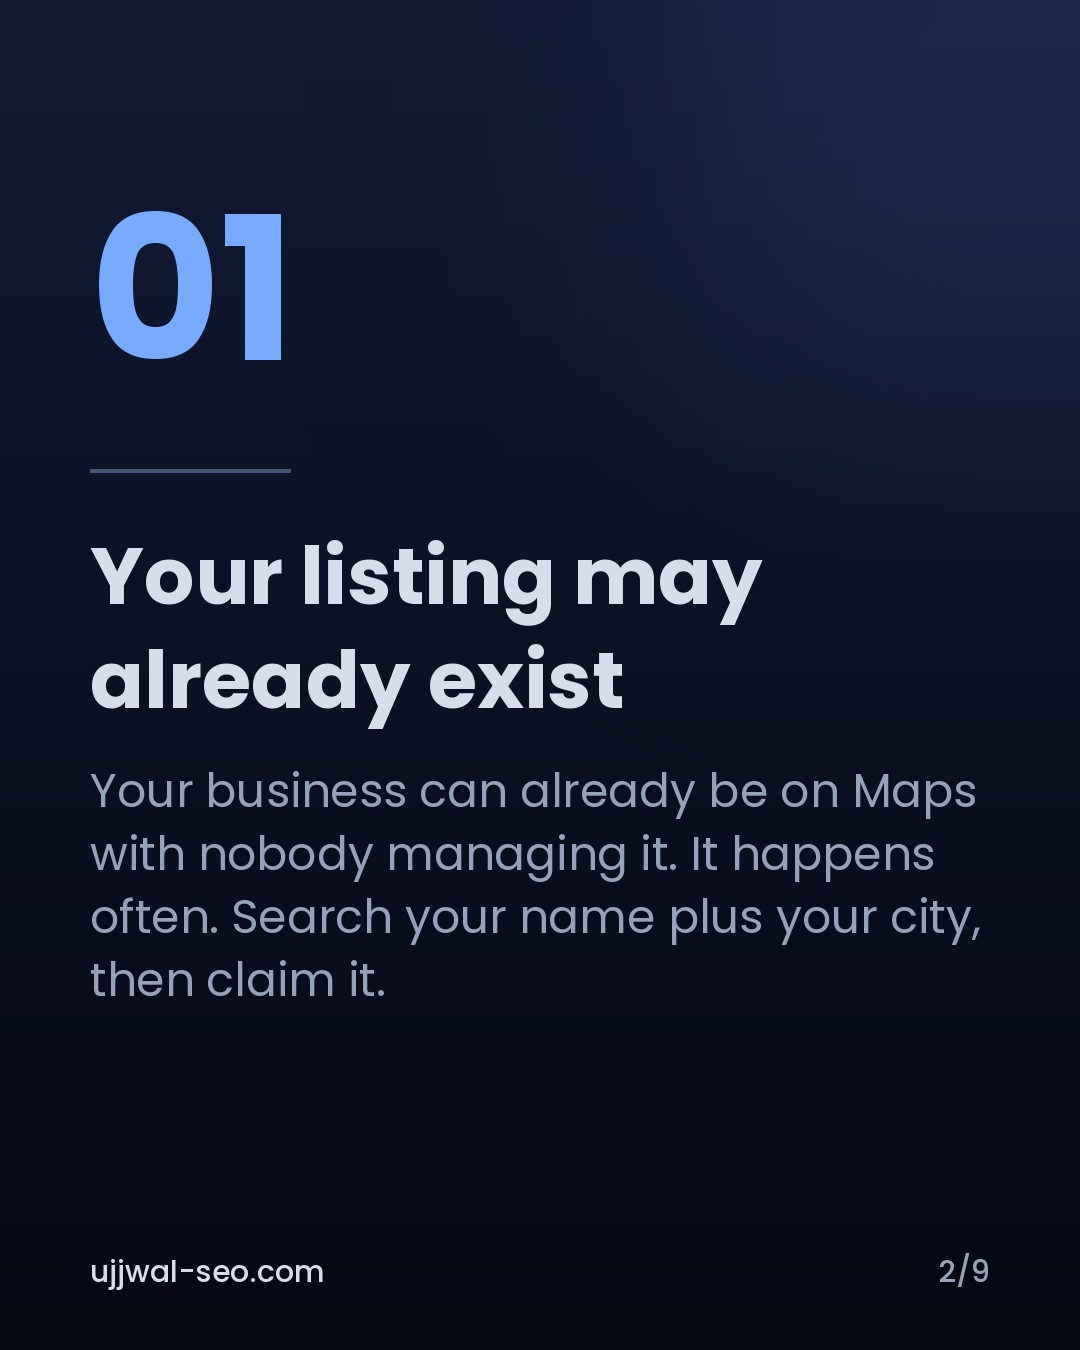 01
Your listing may
already exist
Your business can already be on Maps
with nobody managing it. It happens
often. Search your name plus your city,
then claim it.
ujjwal-seo.com
2/9